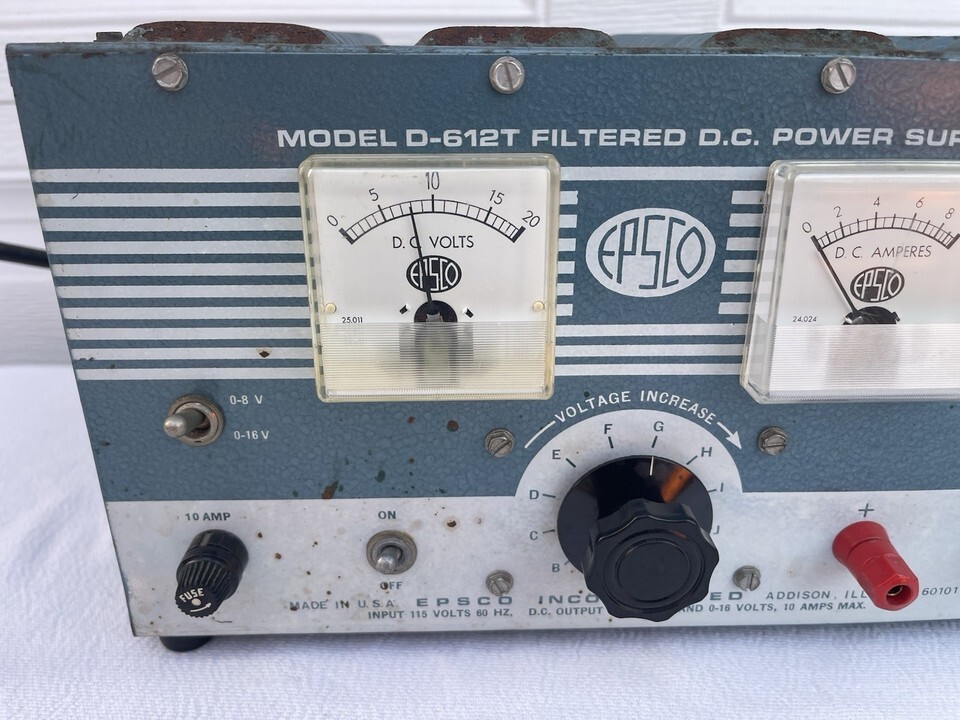 MODEL D-612T FILTERED D.C. POWER SUP
0 5 10 15 20
D.C. VOLTS
EPSCO
25.011
EPSCO
0 2 4 6 8
D.C. AMPERES
EPSCO
24.024
0-8 V
0-16 V
VOLTAGE INCREASE
B C D E F G H I J
10 AMP
FUSE
ON
OFF
+
MADE IN U.S.A. EPSCO INCO ED ADDISON, ILL 60101
INPUT 115 VOLTS 60 HZ. D.C. OUTPUT AND 0-16 VOLTS, 10 AMPS MAX.